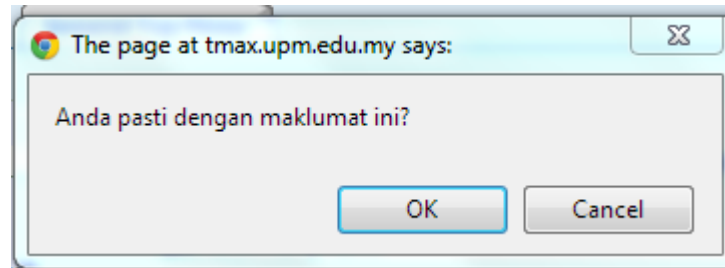 The page at tmax.upm.edu.my says:
Anda pasti dengan maklumat ini?
OK
Cancel